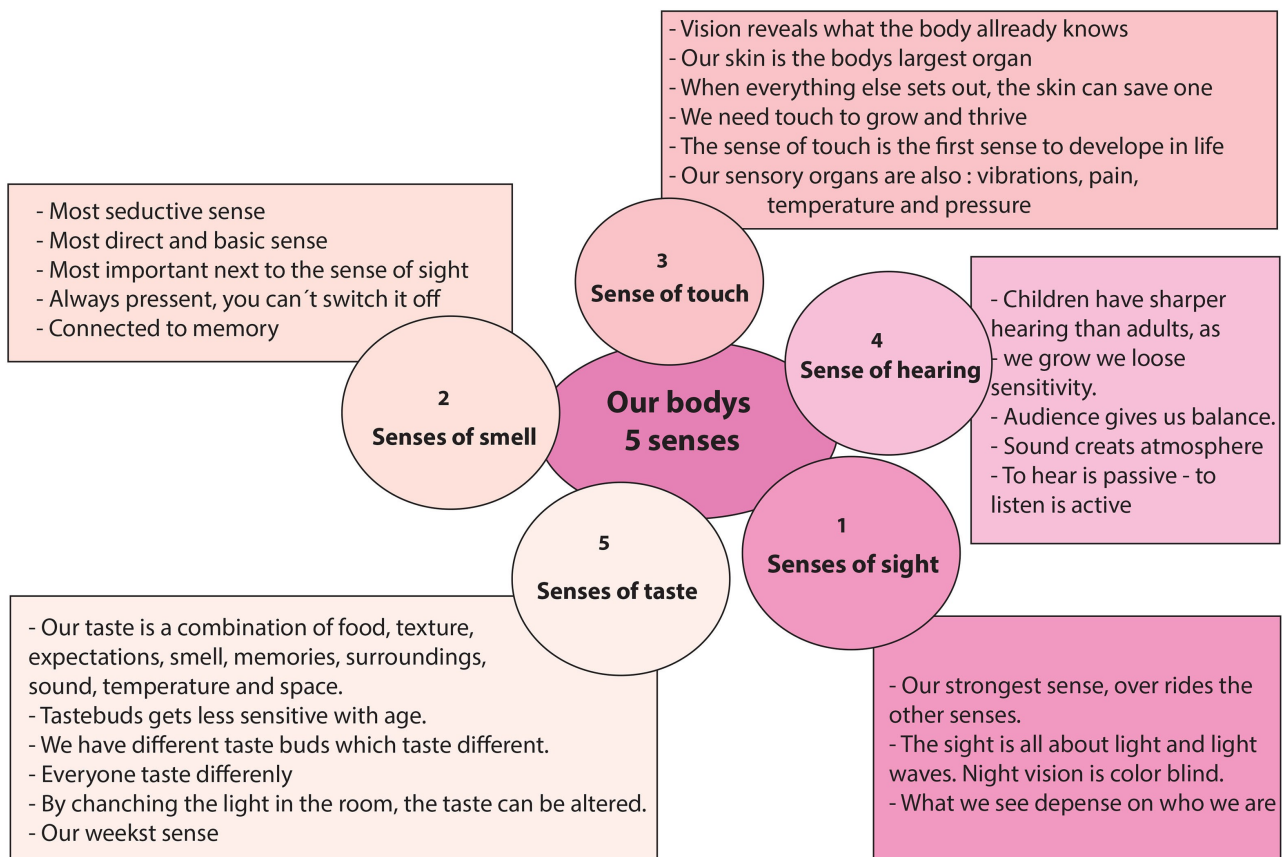 - Vision reveals what the body allready knows
- Our skin is the bodys largest organ
- When everything else sets out, the skin can save one
- We need touch to grow and thrive
- The sense of touch is the first sense to develope in life
- Our sensory organs are also : vibrations, pain,
temperature and pressure
- Most seductive sense
- Most direct and basic sense
- Most important next to the sense of sight
- Always pressent, you can´t switch it off
- Connected to memory
3
Sense of touch
4
Sense of hearing
- Children have sharper
hearing than adults, as
- we grow we loose
sensitivity.
- Audience gives us balance.
- Sound creats atmosphere
- To hear is passive - to
listen is active
2
Senses of smell
Our bodys
5 senses
5
Senses of taste
1
Senses of sight
- Our taste is a combination of food, texture,
expectations, smell, memories, surroundings,
sound, temperature and space.
- Tastebuds gets less sensitive with age.
- We have different taste buds which taste different.
- Everyone taste differenly
- By chanching the light in the room, the taste can be altered.
- Our weekst sense
- Our strongest sense, over rides the
other senses.
- The sight is all about light and light
waves. Night vision is color blind.
- What we see depense on who we are